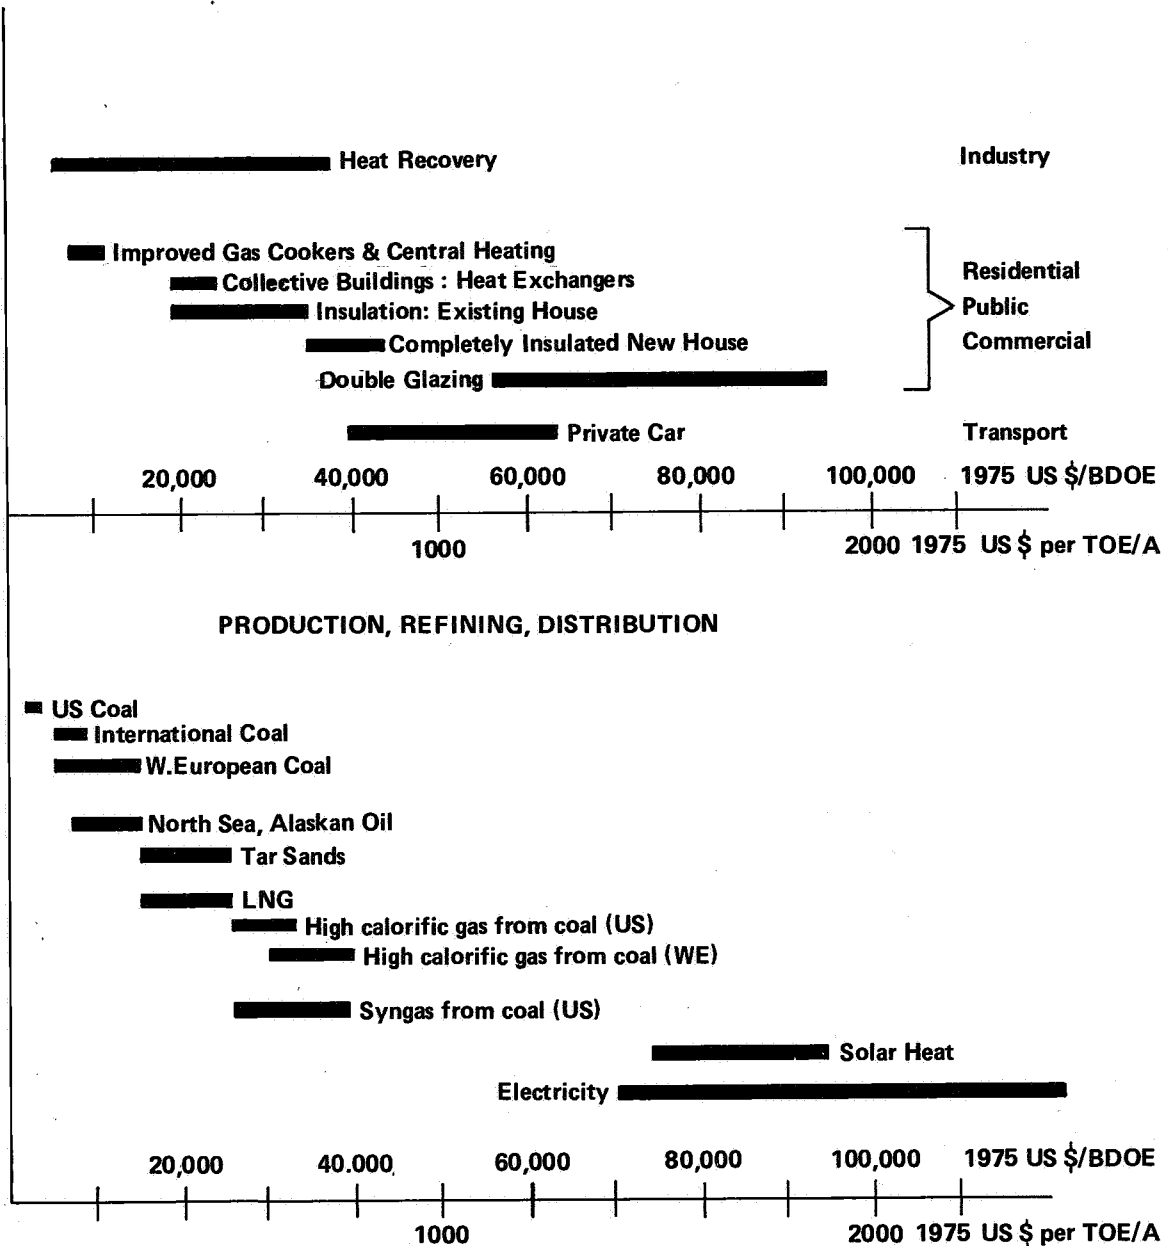 Heat Recovery
Industry
Improved Gas Cookers & Central Heating
Collective Buildings : Heat Exchangers
Residential
Insulation: Existing House
Public
Completely Insulated New House
Commercial
Double Glazing
Private Car
Transport
20,000 40,000 60,000 80,000 100,000 1975 US $/BDOE
1000 2000 1975 US $ per TOE/A
PRODUCTION, REFINING, DISTRIBUTION
US Coal
International Coal
W.European Coal
North Sea, Alaskan Oil
Tar Sands
LNG
High calorific gas from coal (US)
High calorific gas from coal (WE)
Syngas from coal (US)
Solar Heat
Electricity
20,000 40.000 60,000 80,000 100,000 1975 US $/BDOE
1000 2000 1975 US $ per TOE/A